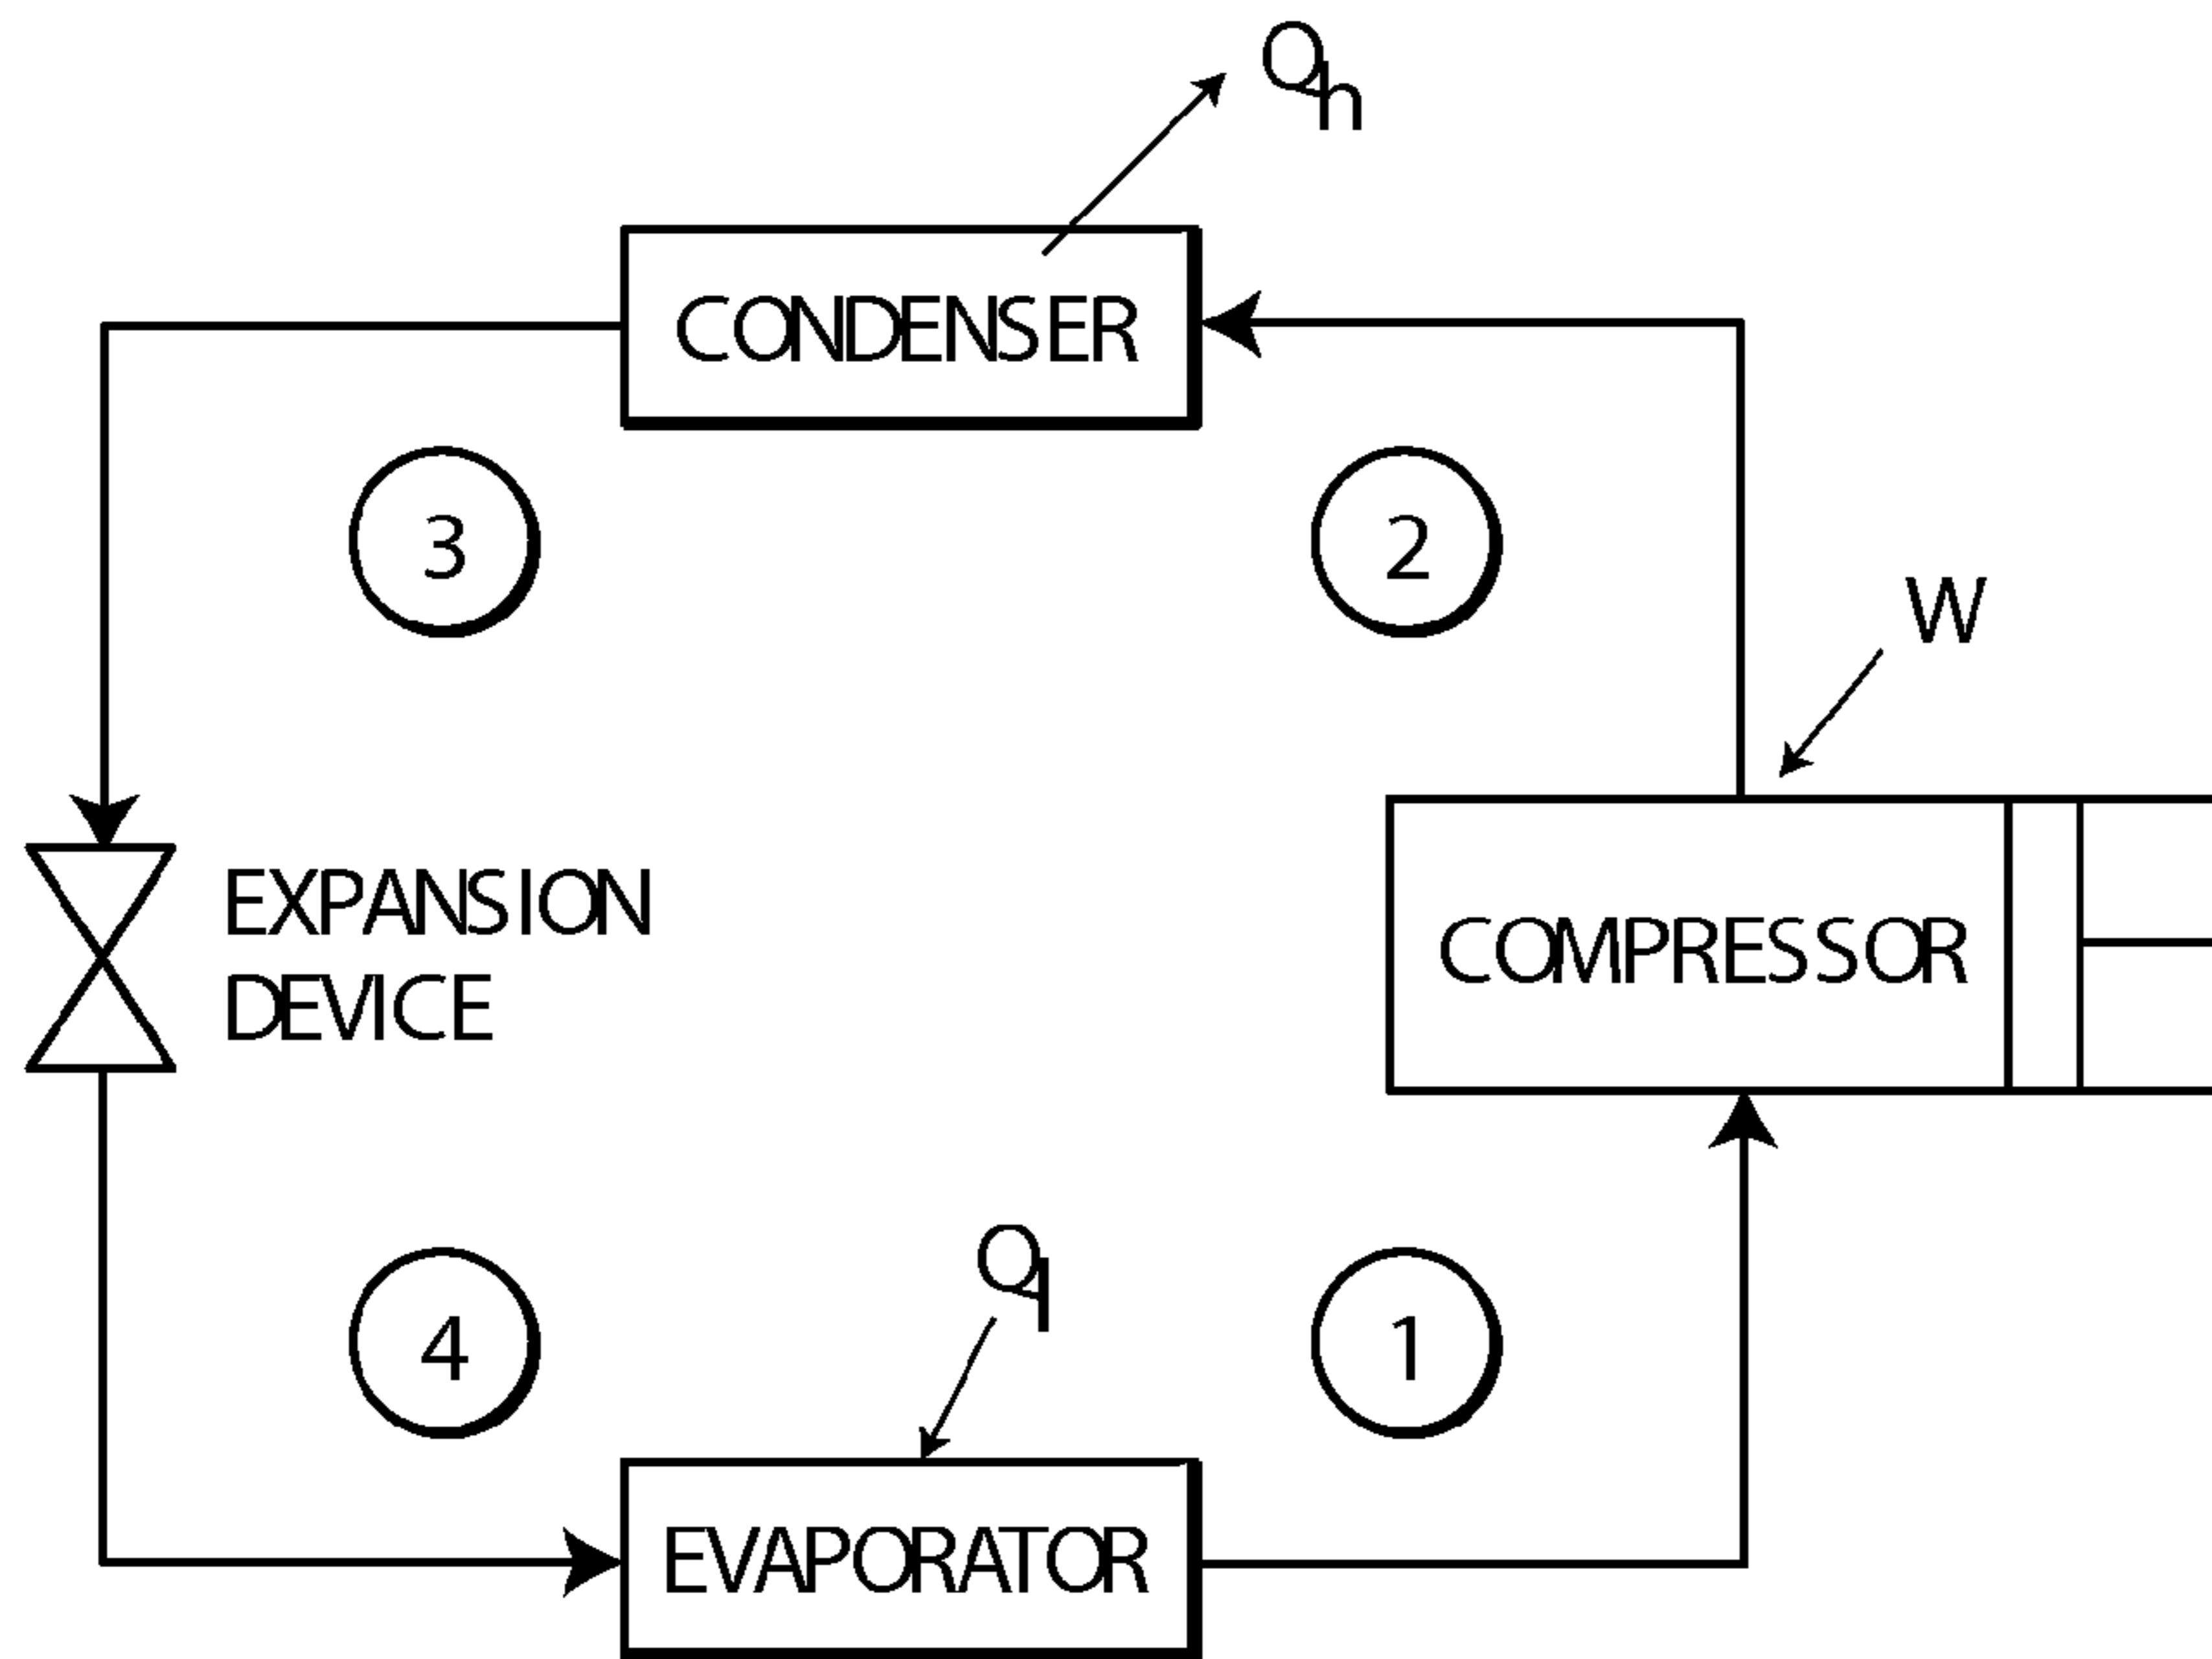 Qh
CONDENSER
3
2
W
EXPANSION
DEVICE
COMPRESSOR
Ql
4
1
EVAPORATOR